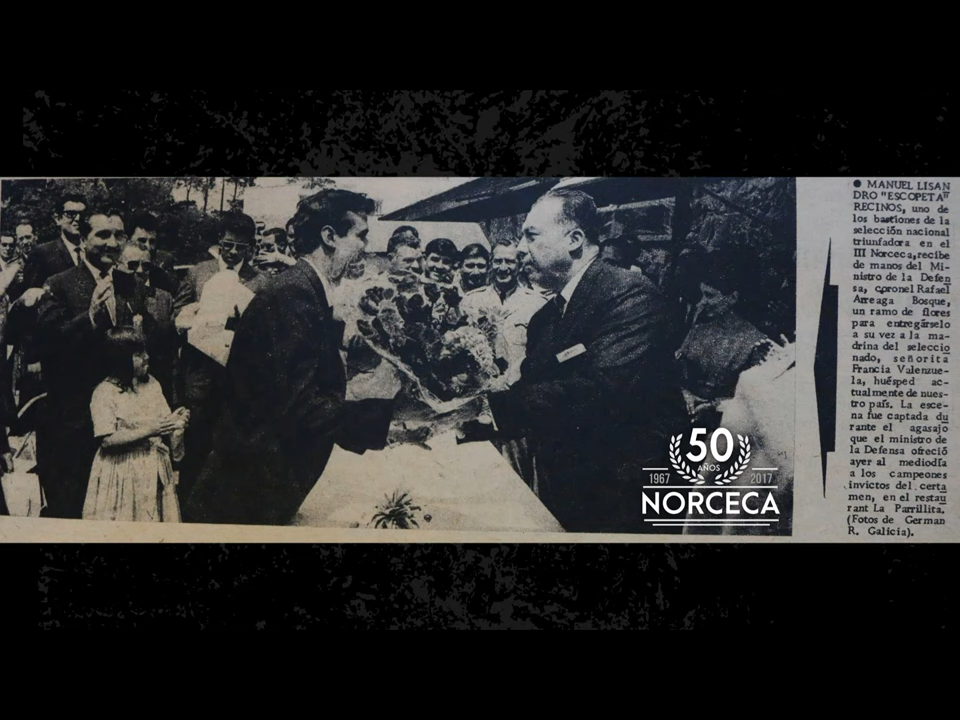 ● MANUEL LISAN
DRO "ESCOPETA"
RECINOS, uno de
los bastiones de la
selección nacional
triunfadora en el
III Norceca, recibe
de manos del Mi-
nistro de la Defen
sa, coronel Rafael
Arreaga Bosque,
un ramo de flores
para entregárselo
a su vez a la ma-
drina del seleccio
nado, señorita
Francia Valenzue-
la, huésped ac-
tualmente de nues-
tro país. La esce-
na fue captada du
rante el agasajo
que el ministro de
la Defensa ofreció
ayer al mediodía
a los campeones
invictos del certa
men, en el restau
rant La Parrillita.
(Fotos de German
R. Galicia).
50
AÑOS
1967 2017
NORCECA